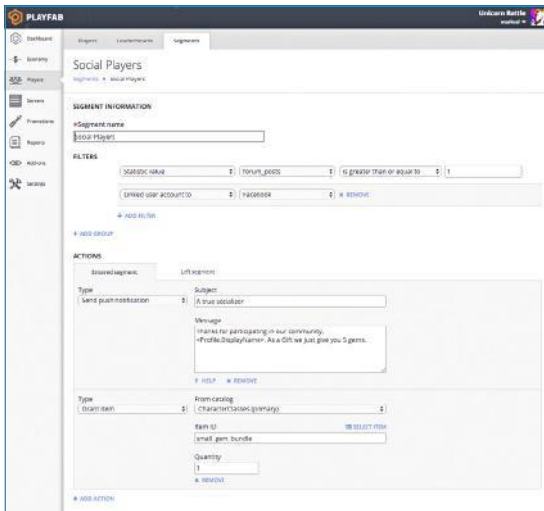 PLAYFAB
Unicorn Battle
Dashboard
Players
Leaderboards
Segments
Economy
Social Players
Players
Segments
Social Players
Servers
SEGMENT INFORMATION
Promotions
*Segment name
Reports
Social Players
Add-ons
FILTERS
Settings
Statistic value
forum_posts
is greater than or equal to
1
Linked user account to
Facebook
REMOVE
+ ADD FILTER
+ ADD GROUP
ACTIONS
Entered segment
Left segment
Type
Subject
Send push notification
A true socializer
Message
Thanks for participating in our community,
<Profile.DisplayName>. As a Gift we just give you 5 gems.
? HELP
REMOVE
Type
From catalog
Grant item
CharacterClasses (primary)
Item ID
SELECT ITEM
small_gem_bundle
Quantity
1
REMOVE
+ ADD ACTION